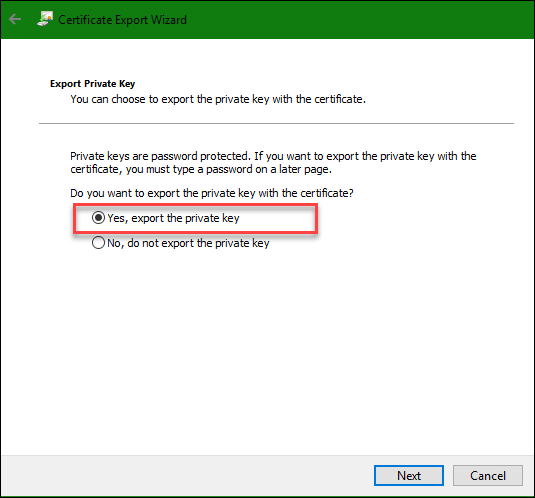 Certificate Export Wizard
Export Private Key
You can choose to export the private key with the certificate.
Private keys are password protected. If you want to export the private key with the
certificate, you must type a password on a later page.
Do you want to export the private key with the certificate?
Yes, export the private key
No, do not export the private key
Next
Cancel